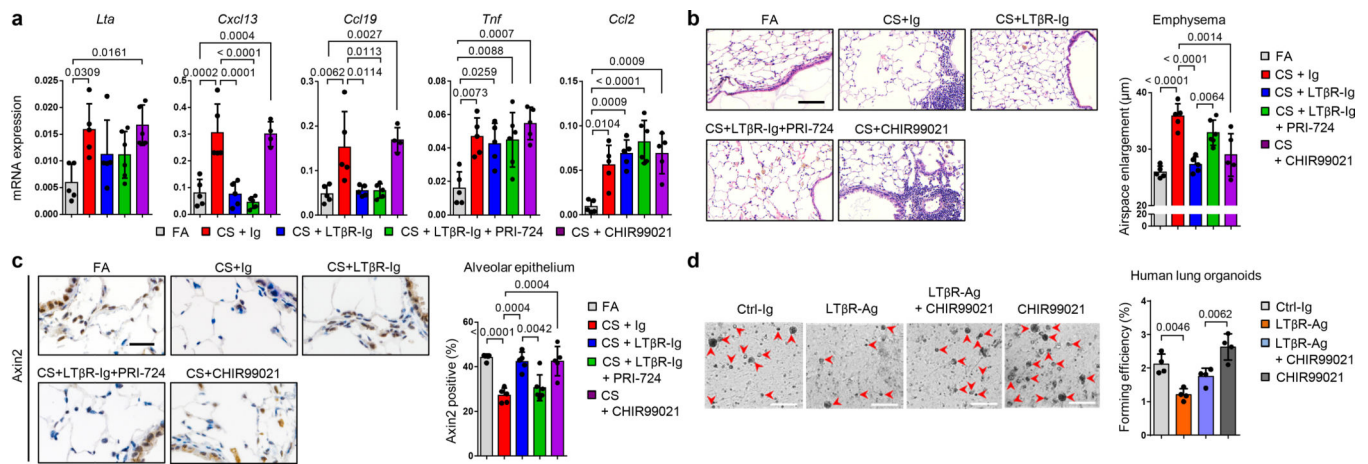 a
Lta
Cxcl13
Ccl19
Tnf
Ccl2
mRNA expression
0.020
0.015
0.010
0.005
0.000
0.0161
0.0309
0.5
0.4
0.3
0.2
0.1
0.0
0.0004
< 0.0001
0.0002
0.0001
0.3
0.2
0.1
0.0
0.0027
0.0113
0.0062
0.0114
0.08
0.06
0.04
0.02
0.00
0.0007
0.0088
0.0259
0.0073
0.15
0.10
0.05
0.00
0.0009
< 0.0001
0.0009
0.0104
FA CS + Ig CS + LTβR-Ig CS + LTβR-Ig + PRI-724 CS + CHIR99021
b
FA
CS+Ig
CS+LTβR-Ig
CS+LTβR-Ig+PRI-724
CS+CHIR99021
Emphysema
Airspace enlargement (μm)
40
30
20
20
0
0.0014
< 0.0001
< 0.0001
0.0064
FA
CS + Ig
CS + LTβR-Ig
CS + LTβR-Ig
+ PRI-724
CS
+ CHIR99021
c
Axin2
FA
CS+Ig
CS+LTβR-Ig
CS+LTβR-Ig+PRI-724
CS+CHIR99021
Alveolar epithelium
Axin2 positive (%)
80
60
40
20
0
0.0004
0.0004
< 0.0001
0.0042
FA
CS + Ig
CS + LTβR-Ig
CS + LTβR-Ig
+ PRI-724
CS
+ CHIR99021
d
Ctrl-Ig
LTβR-Ag
LTβR-Ag
+ CHIR99021
CHIR99021
Human lung organoids
Forming efficiency (%)
4
3
2
1
0
0.0046
0.0062
Ctrl-Ig
LTβR-Ag
LTβR-Ag
+ CHIR99021
CHIR99021